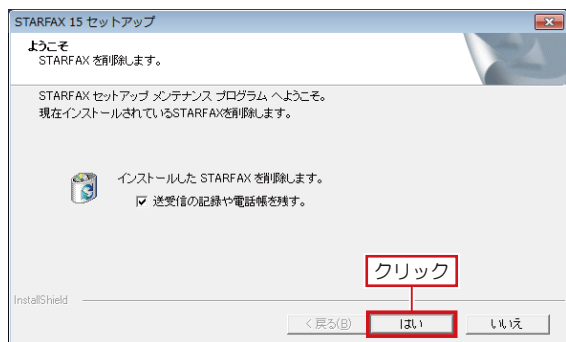 STARFAX 15 セットアップ
ようこそ
STARFAX を削除します。
STARFAX セットアップ メンテナンス プログラム へようこそ。
現在インストールされているSTARFAXを削除します。
インストールした STARFAX を削除します。
送受信の記録や電話帳を残す。
クリック
InstallShield
< 戻る(B)
はい
いいえ